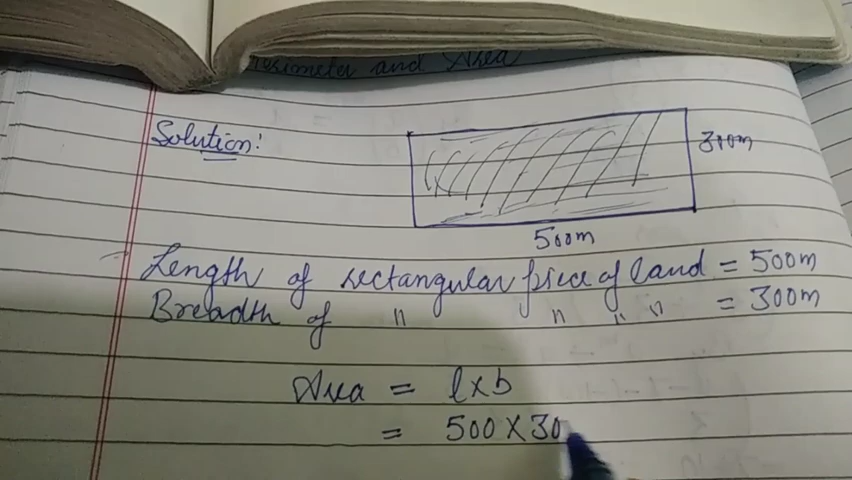 Perimeter and Area
Solution:
300m
500m
Length of rectangular piece of land = 500m
Breadth of " " " " = 300m
Area = l×b
= 500×30